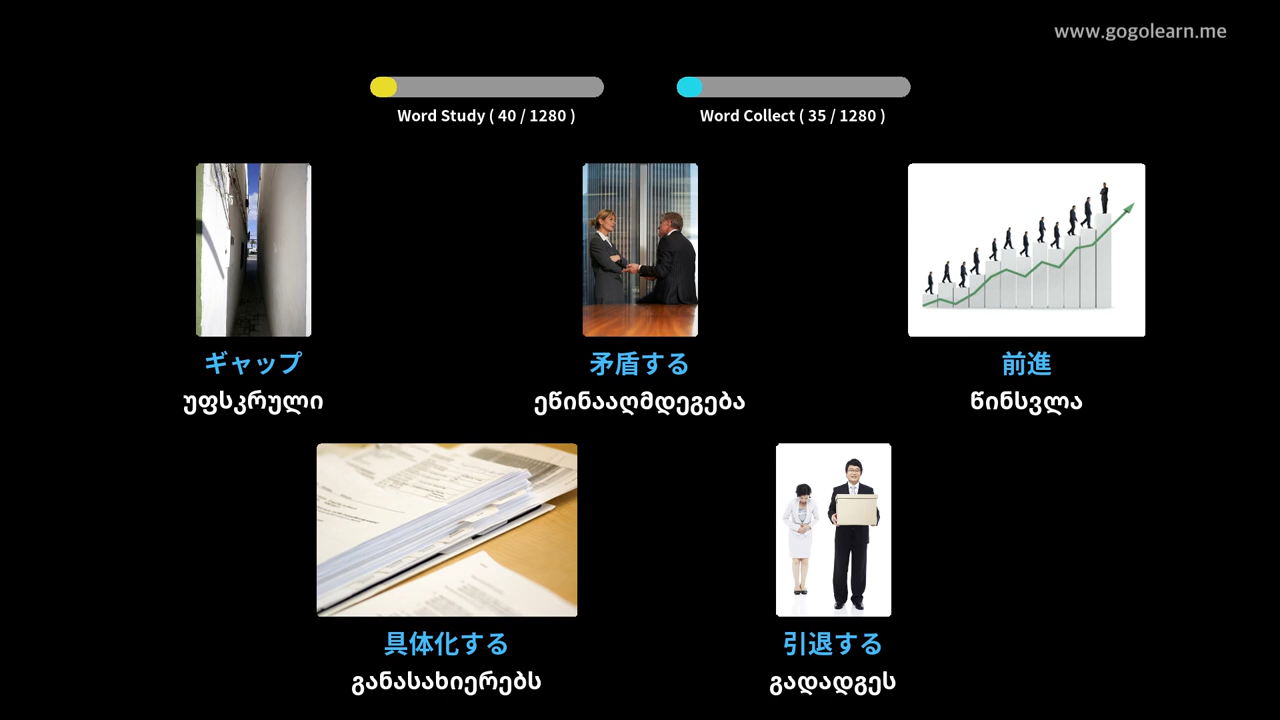 www.gogolearn.me
Word Study ( 40 / 1280 )
Word Collect ( 35 / 1280 )
ギャップ
უფსკრული
矛盾する
ეწინააღმდეგება
前進
წინსვლა
具体化する
განასახიერებს
引退する
გადადგეს